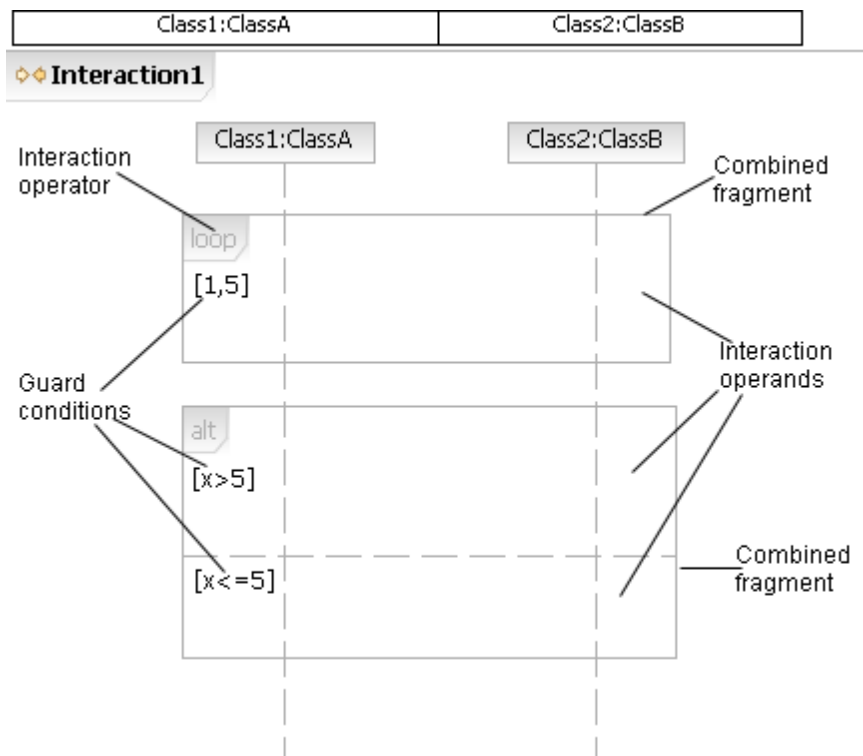 Class1:ClassA
Class2:ClassB
Interaction1
Class1:ClassA
Class2:ClassB
Interaction
operator
Combined
fragment
loop
[1,5]
Interaction
operands
Guard
conditions
alt
[x>5]
[x<=5]
Combined
fragment